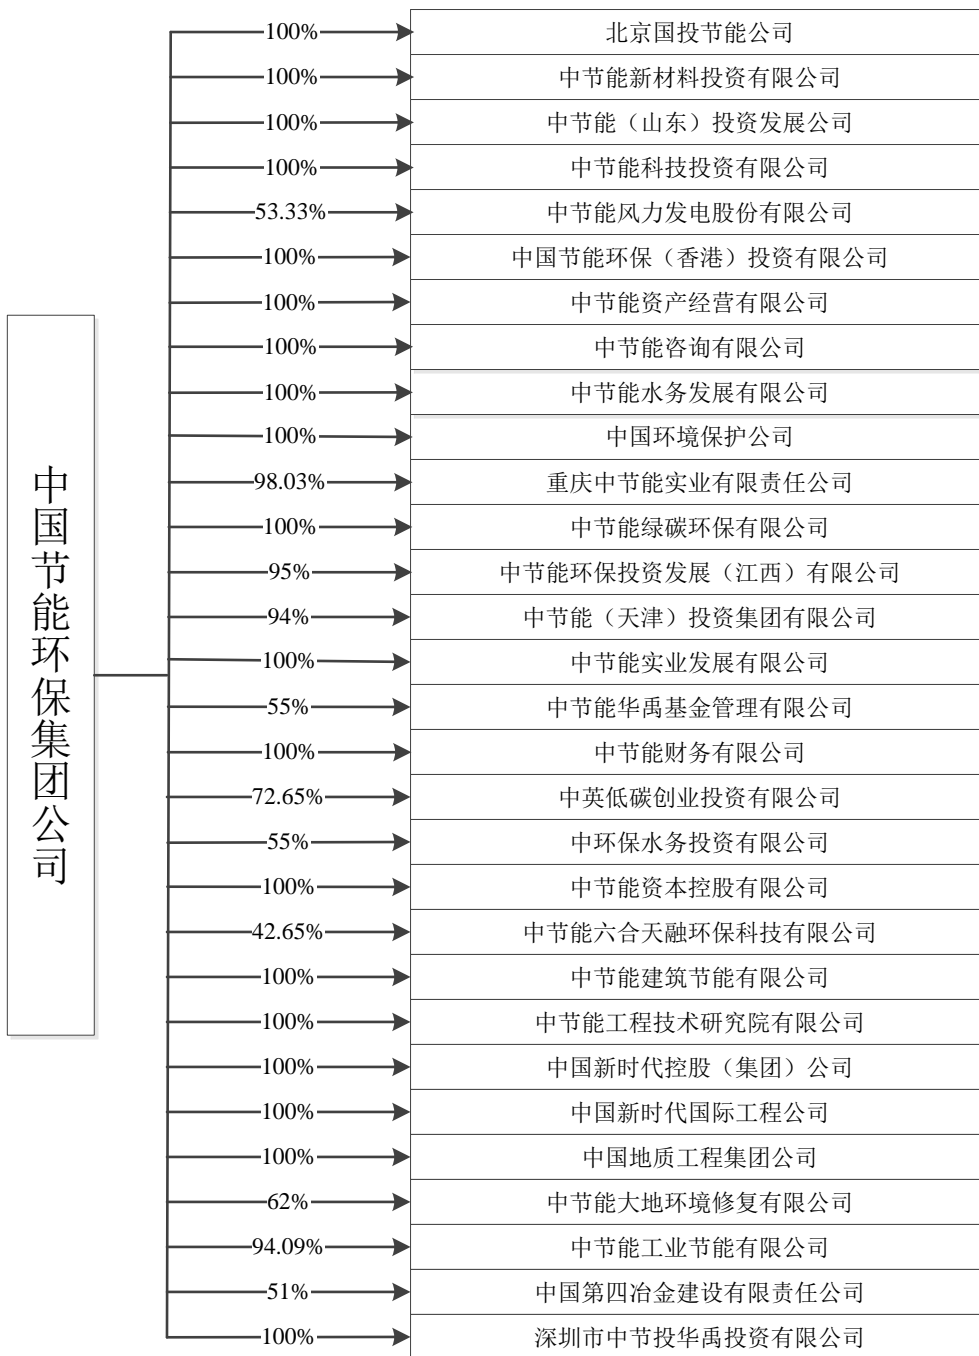 中国节能环保集团公司
100% 北京国投节能公司
100% 中节能新材料投资有限公司
100% 中节能（山东）投资发展公司
100% 中节能科技投资有限公司
53.33% 中节能风力发电股份有限公司
100% 中国节能环保（香港）投资有限公司
100% 中节能资产经营有限公司
100% 中节能咨询有限公司
100% 中节能水务发展有限公司
100% 中国环境保护公司
98.03% 重庆中节能实业有限责任公司
100% 中节能绿碳环保有限公司
95% 中节能环保投资发展（江西）有限公司
94% 中节能（天津）投资集团有限公司
100% 中节能实业发展有限公司
55% 中节能华禹基金管理有限公司
100% 中节能财务有限公司
72.65% 中英低碳创业投资有限公司
55% 中环保水务投资有限公司
100% 中节能资本控股有限公司
42.65% 中节能六合天融环保科技有限公司
100% 中节能建筑节能有限公司
100% 中节能工程技术研究院有限公司
100% 中国新时代控股（集团）公司
100% 中国新时代国际工程公司
100% 中国地质工程集团公司
62% 中节能大地环境修复有限公司
94.09% 中节能工业节能有限公司
51% 中国第四冶金建设有限责任公司
100% 深圳市中节投华禹投资有限公司